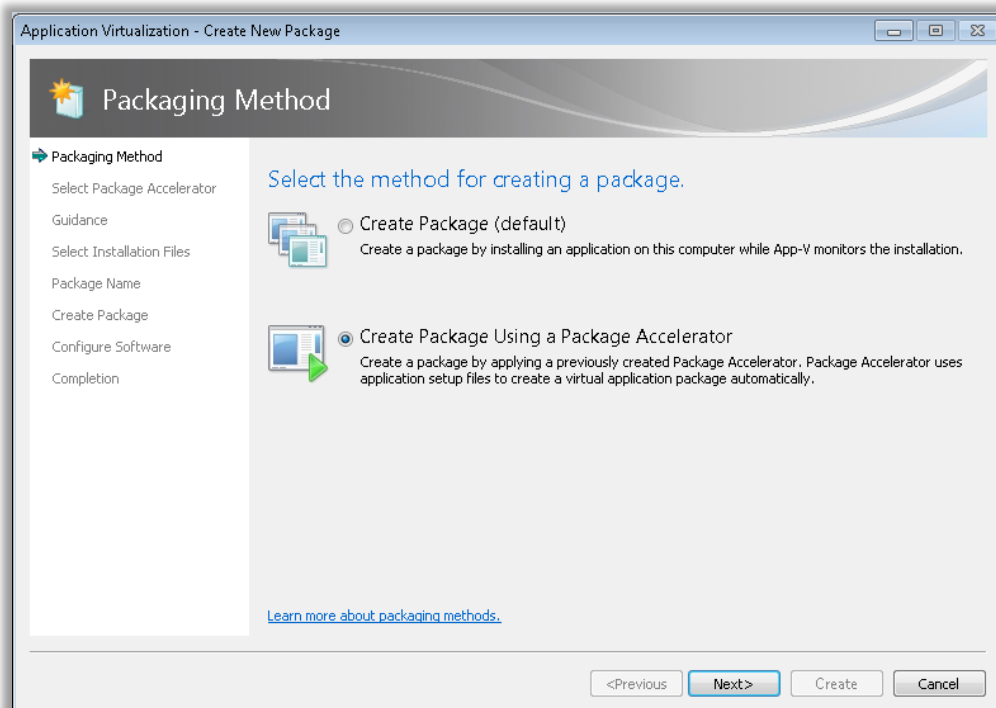 Application Virtualization - Create New Package
Packaging Method
Packaging Method
Select Package Accelerator
Guidance
Select Installation Files
Package Name
Create Package
Configure Software
Completion
Select the method for creating a package.
Create Package (default)
Create a package by installing an application on this computer while App-V monitors the installation.
Create Package Using a Package Accelerator
Create a package by applying a previously created Package Accelerator. Package Accelerator uses
application setup files to create a virtual application package automatically.
Learn more about packaging methods.
<Previous
Next>
Create
Cancel